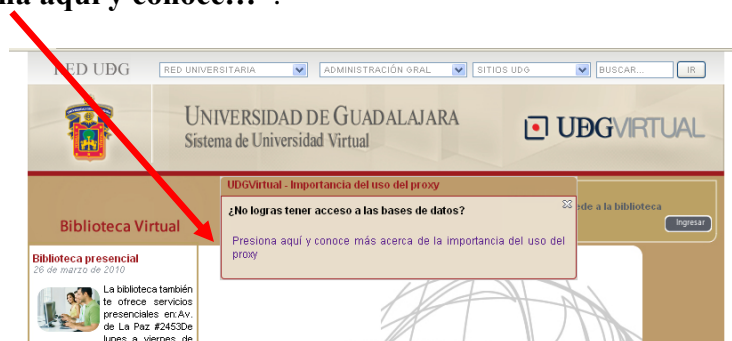 aquí y conoce…".
RED UDG
RED UNIVERSITARIA
ADMINISTRACIÓN GRAL
SITIOS UDG
BUSCAR...
IR
UNIVERSIDAD DE GUADALAJARA
Sistema de Universidad Virtual
UDGVIRTUAL
UDGVirtual - Importancia del uso del proxy
¿No logras tener acceso a las bases de datos?
Presiona aquí y conoce más acerca de la importancia del uso del
proxy
ede a la biblioteca
Ingresar
Biblioteca Virtual
Biblioteca presencial
26 de marzo de 2010
La biblioteca también
te ofrece servicios
presenciales en:Av.
de La Paz #2453De
lunes a viernes de